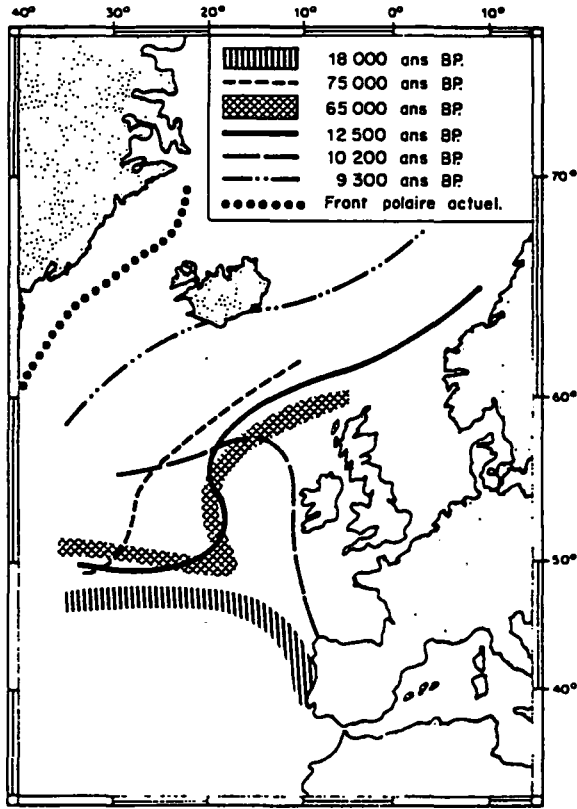 40° 30° 20° 10° 0° 10°
18 000 ans BP.
75 000 ans BP.
65 000 ans BP.
12 500 ans BP.
10 200 ans BP.
9 300 ans BP.
Front polaire actuel.
70°
60°
50°
40°